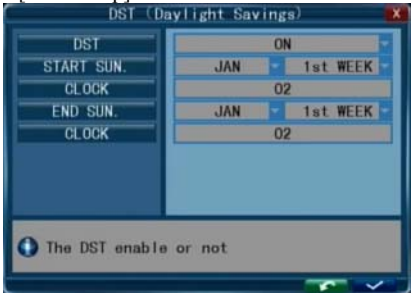 DST (Daylight Savings)
DST ON
START SUN. JAN 1st WEEK
CLOCK 02
END SUN. JAN 1st WEEK
CLOCK 02
The DST enable or not